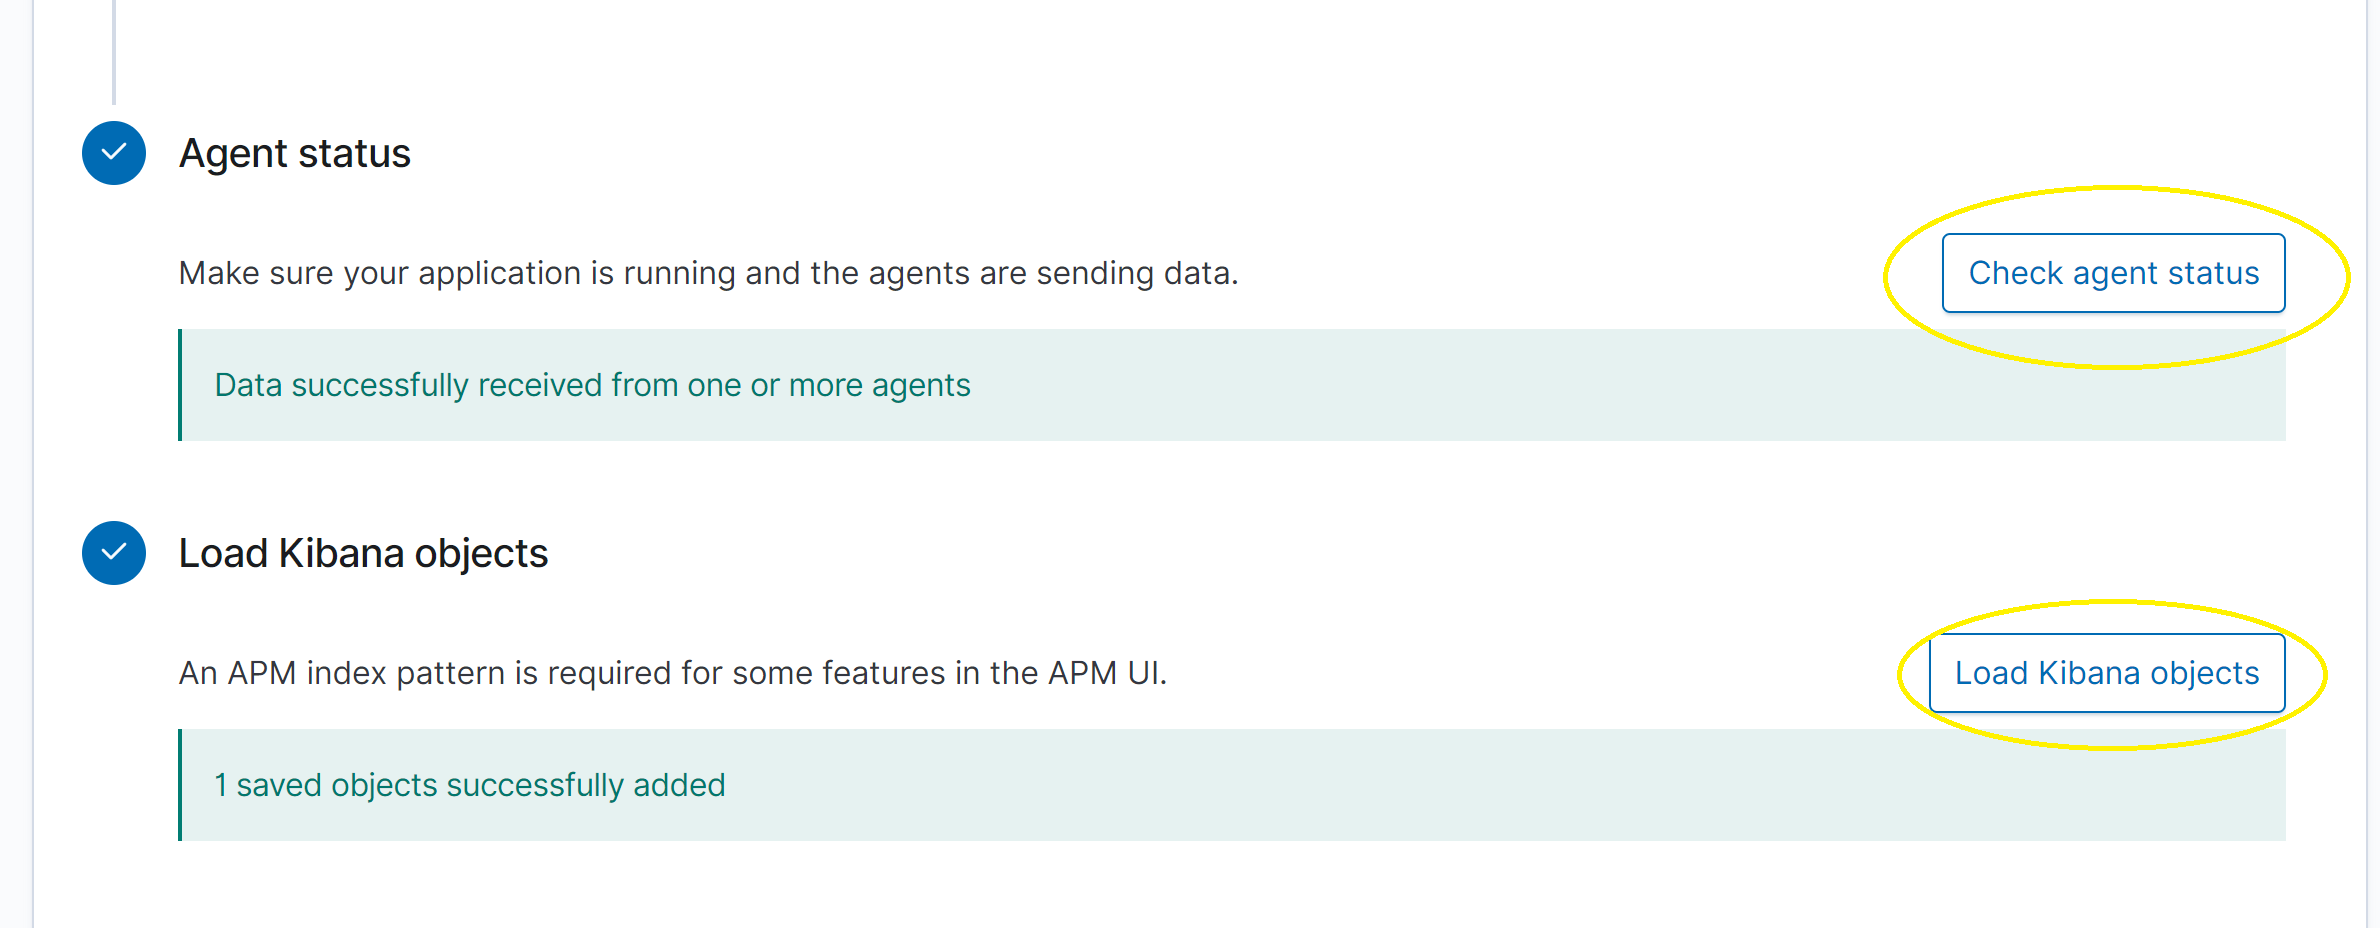 Agent status
Make sure your application is running and the agents are sending data.
Check agent status
Data successfully received from one or more agents
Load Kibana objects
An APM index pattern is required for some features in the APM UI.
Load Kibana objects
1 saved objects successfully added